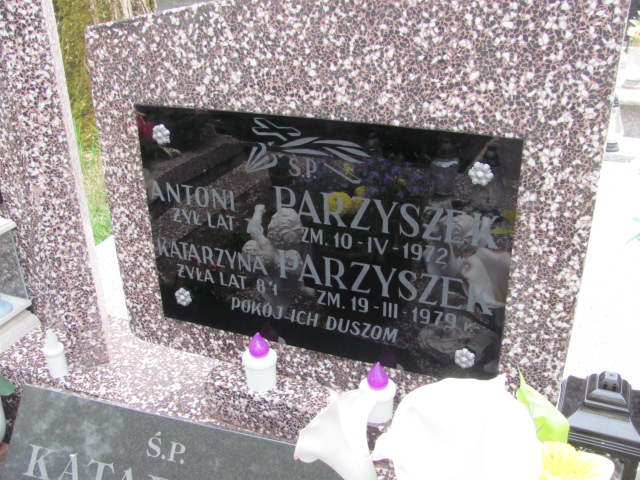 Ś.P.
ANTONI PARZYSZEK
ŻYŁ LAT ZM. 10-IV-1972
KATARZYNA PARZYSZEK
ŻYŁA LAT 81 ZM. 19-III-1979 R.
POKÓJ ICH DUSZOM
Ś.P.